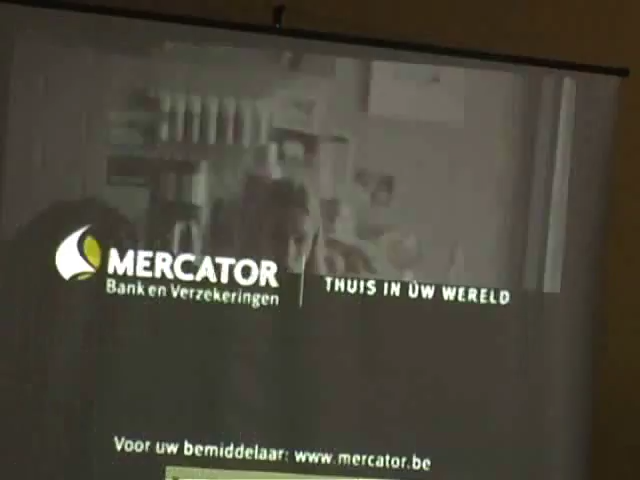 MERCATOR
Bank en Verzekeringen
THUIS IN UW WERELD
Voor uw bemiddelaar: www.mercator.be